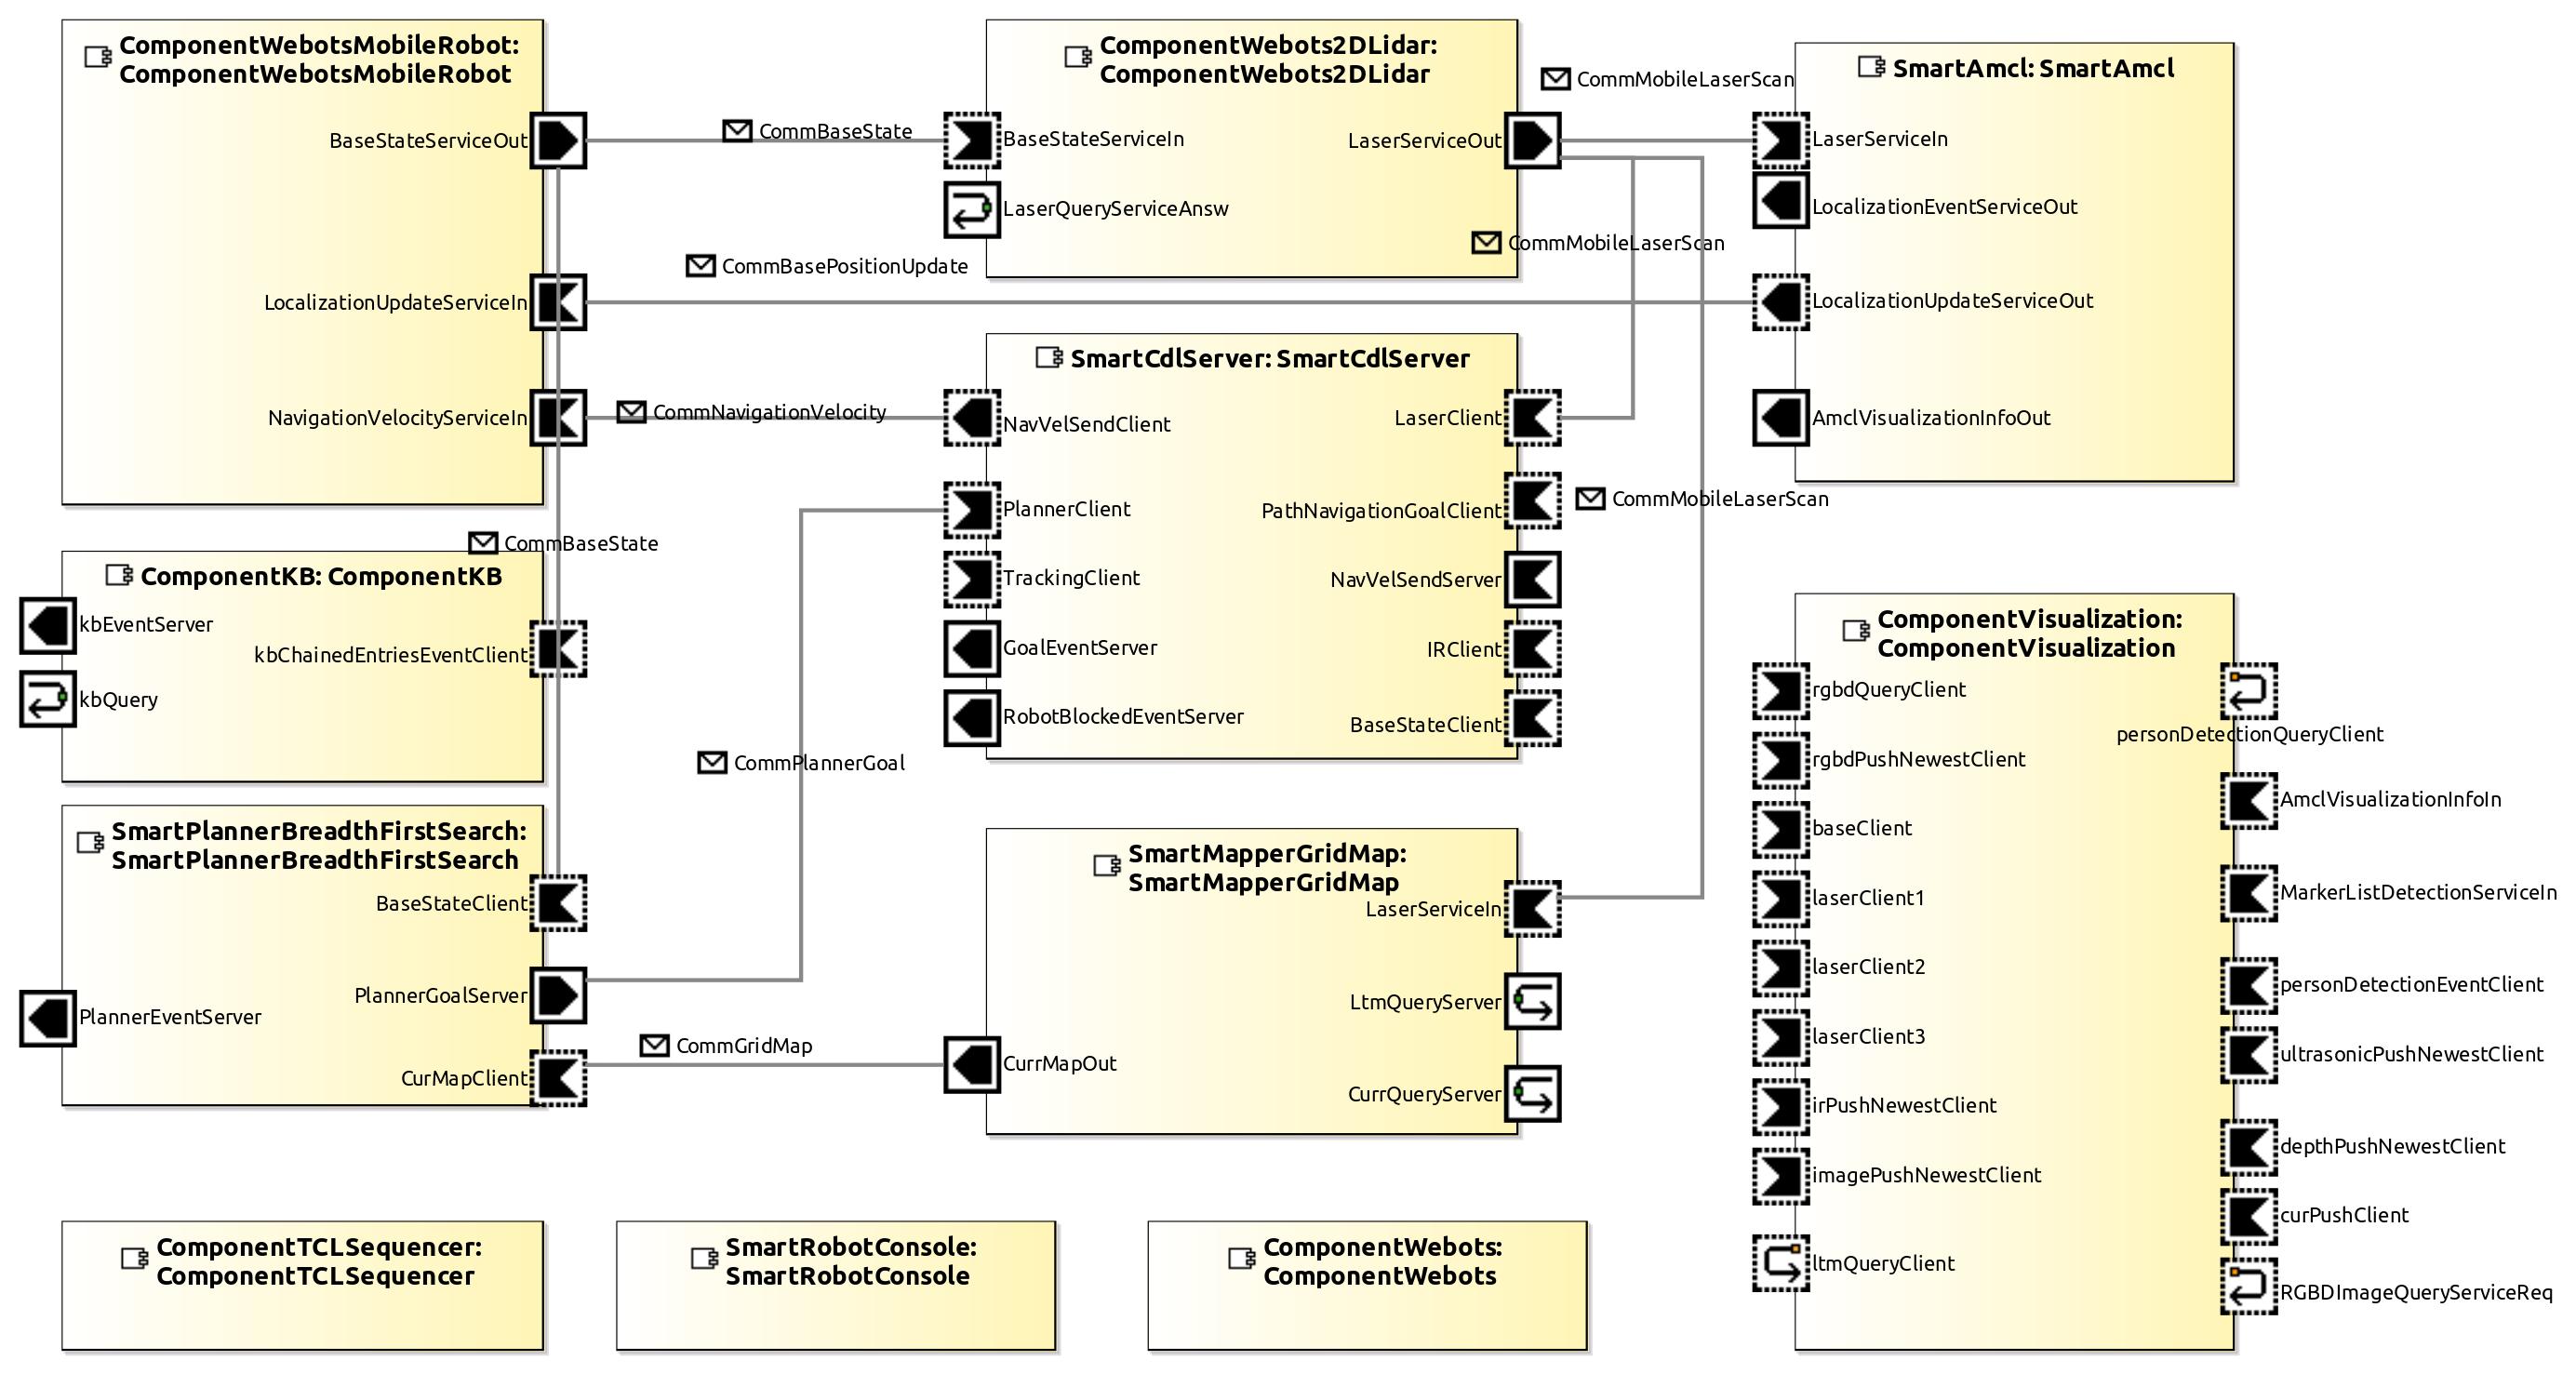 ComponentWebotsMobileRobot:
ComponentWebotsMobileRobot
BaseStateServiceOut
LocalizationUpdateServiceIn
NavigationVelocityServiceIn
CommBaseState
CommBasePositionUpdate
CommNavigationVelocity
ComponentWebots2DLidar:
ComponentWebots2DLidar
BaseStateServiceIn
LaserServiceOut
LaserQueryServiceAnsw
CommMobileLaserScan
CommMobileLaserScan
SmartAmcl: SmartAmcl
LaserServiceIn
LocalizationEventServiceOut
LocalizationUpdateServiceOut
AmclVisualizationInfoOut
SmartCdlServer: SmartCdlServer
NavVelSendClient
PlannerClient
TrackingClient
GoalEventServer
RobotBlockedEventServer
LaserClient
PathNavigationGoalClient
NavVelSendServer
IRClient
BaseStateClient
CommMobileLaserScan
CommBaseState
ComponentKB: ComponentKB
kbEventServer
kbChainedEntriesEventClient
kbQuery
CommPlannerGoal
SmartPlannerBreadthFirstSearch:
SmartPlannerBreadthFirstSearch
BaseStateClient
PlannerGoalServer
PlannerEventServer
CurMapClient
CommGridMap
SmartMapperGridMap:
SmartMapperGridMap
LaserServiceIn
LtmQueryServer
CurrMapOut
CurrQueryServer
ComponentVisualization:
ComponentVisualization
rgbdQueryClient
rgbdPushNewestClient
baseClient
laserClient1
laserClient2
laserClient3
irPushNewestClient
imagePushNewestClient
ltmQueryClient
personDetectionQueryClient
AmclVisualizationInfoIn
MarkerListDetectionServiceIn
personDetectionEventClient
ultrasonicPushNewestClient
depthPushNewestClient
curPushClient
RGBDImageQueryServiceReq
ComponentTCLSequencer:
ComponentTCLSequencer
SmartRobotConsole:
SmartRobotConsole
ComponentWebots:
ComponentWebots